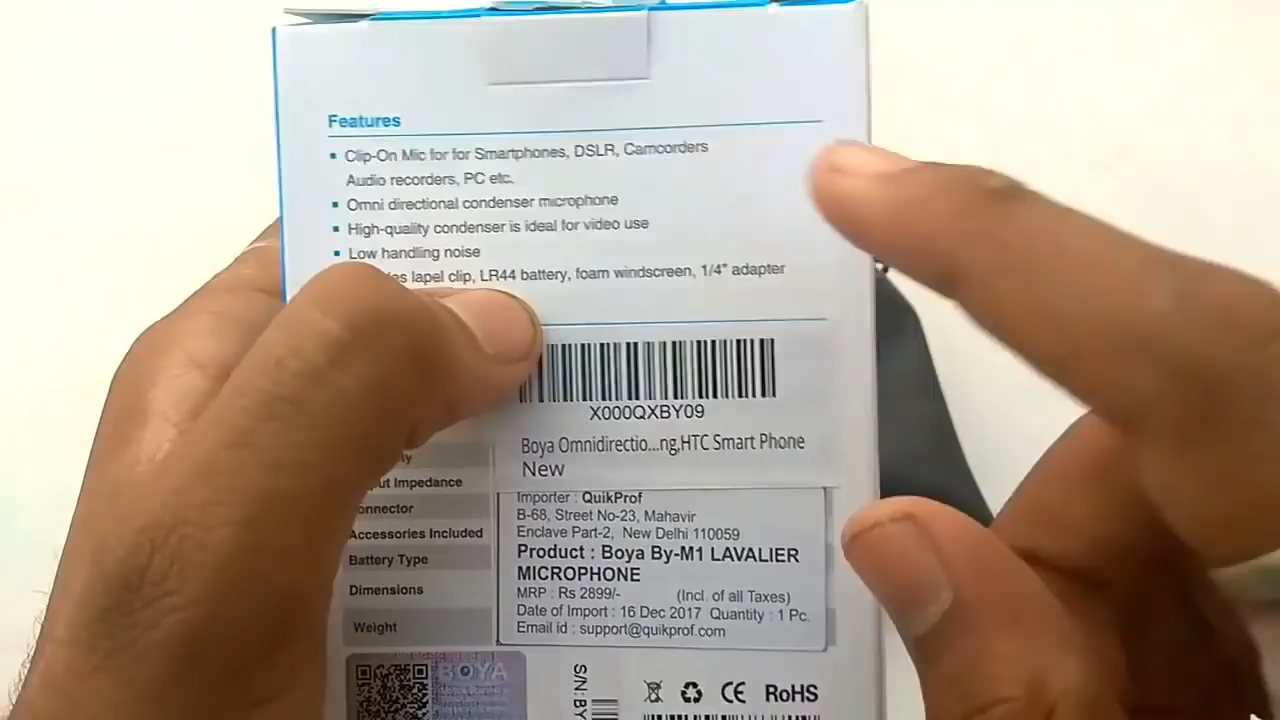 Features
Clip-On Mic for for Smartphones, DSLR, Camcorders
Audio recorders, PC etc.
Omni directional condenser microphone
High-quality condenser is ideal for video use
Low handling noise
lapel clip, LR44 battery, foam windscreen, 1/4" adapter
X000QXBY09
Boya Omnidirectio...ng,HTC Smart Phone
New
Impedance
Accessories Included
Battery Type
Dimensions
Weight
Importer : QuikProf
B-68, Street No-23, Mahavir
Enclave Part-2, New Delhi 110059
Product : Boya By-M1 LAVALIER
MICROPHONE
MRP : Rs 2899/- (Incl. of all Taxes)
Date of Import : 16 Dec 2017 Quantity : 1 Pc.
Email id : support@quikprof.com
BOYA
S/N: BY
CE RoHS